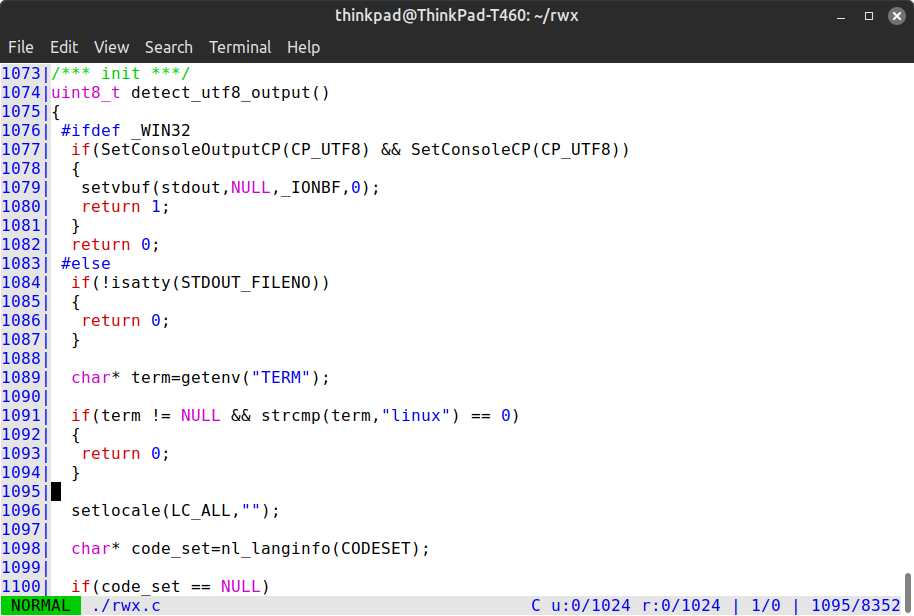 thinkpad@ThinkPad-T460: ~/rwx
File Edit View Search Terminal Help
1073|/*** init ***/
1074|uint8_t detect_utf8_output()
1075|{
1076| #ifdef _WIN32
1077|  if(SetConsoleOutputCP(CP_UTF8) && SetConsoleCP(CP_UTF8))
1078|  {
1079|   setvbuf(stdout,NULL,_IONBF,0);
1080|   return 1;
1081|  }
1082|  return 0;
1083| #else
1084|  if(!isatty(STDOUT_FILENO))
1085|  {
1086|   return 0;
1087|  }
1088|
1089|  char* term=getenv("TERM");
1090|
1091|  if(term != NULL && strcmp(term,"linux") == 0)
1092|  {
1093|   return 0;
1094|  }
1095|
1096|  setlocale(LC_ALL,"");
1097|
1098|  char* code_set=nl_langinfo(CODESET);
1099|
1100|  if(code_set == NULL)
NORMAL ./rwx.c C u:0/1024 r:0/1024 | 1/0 | 1095/8352